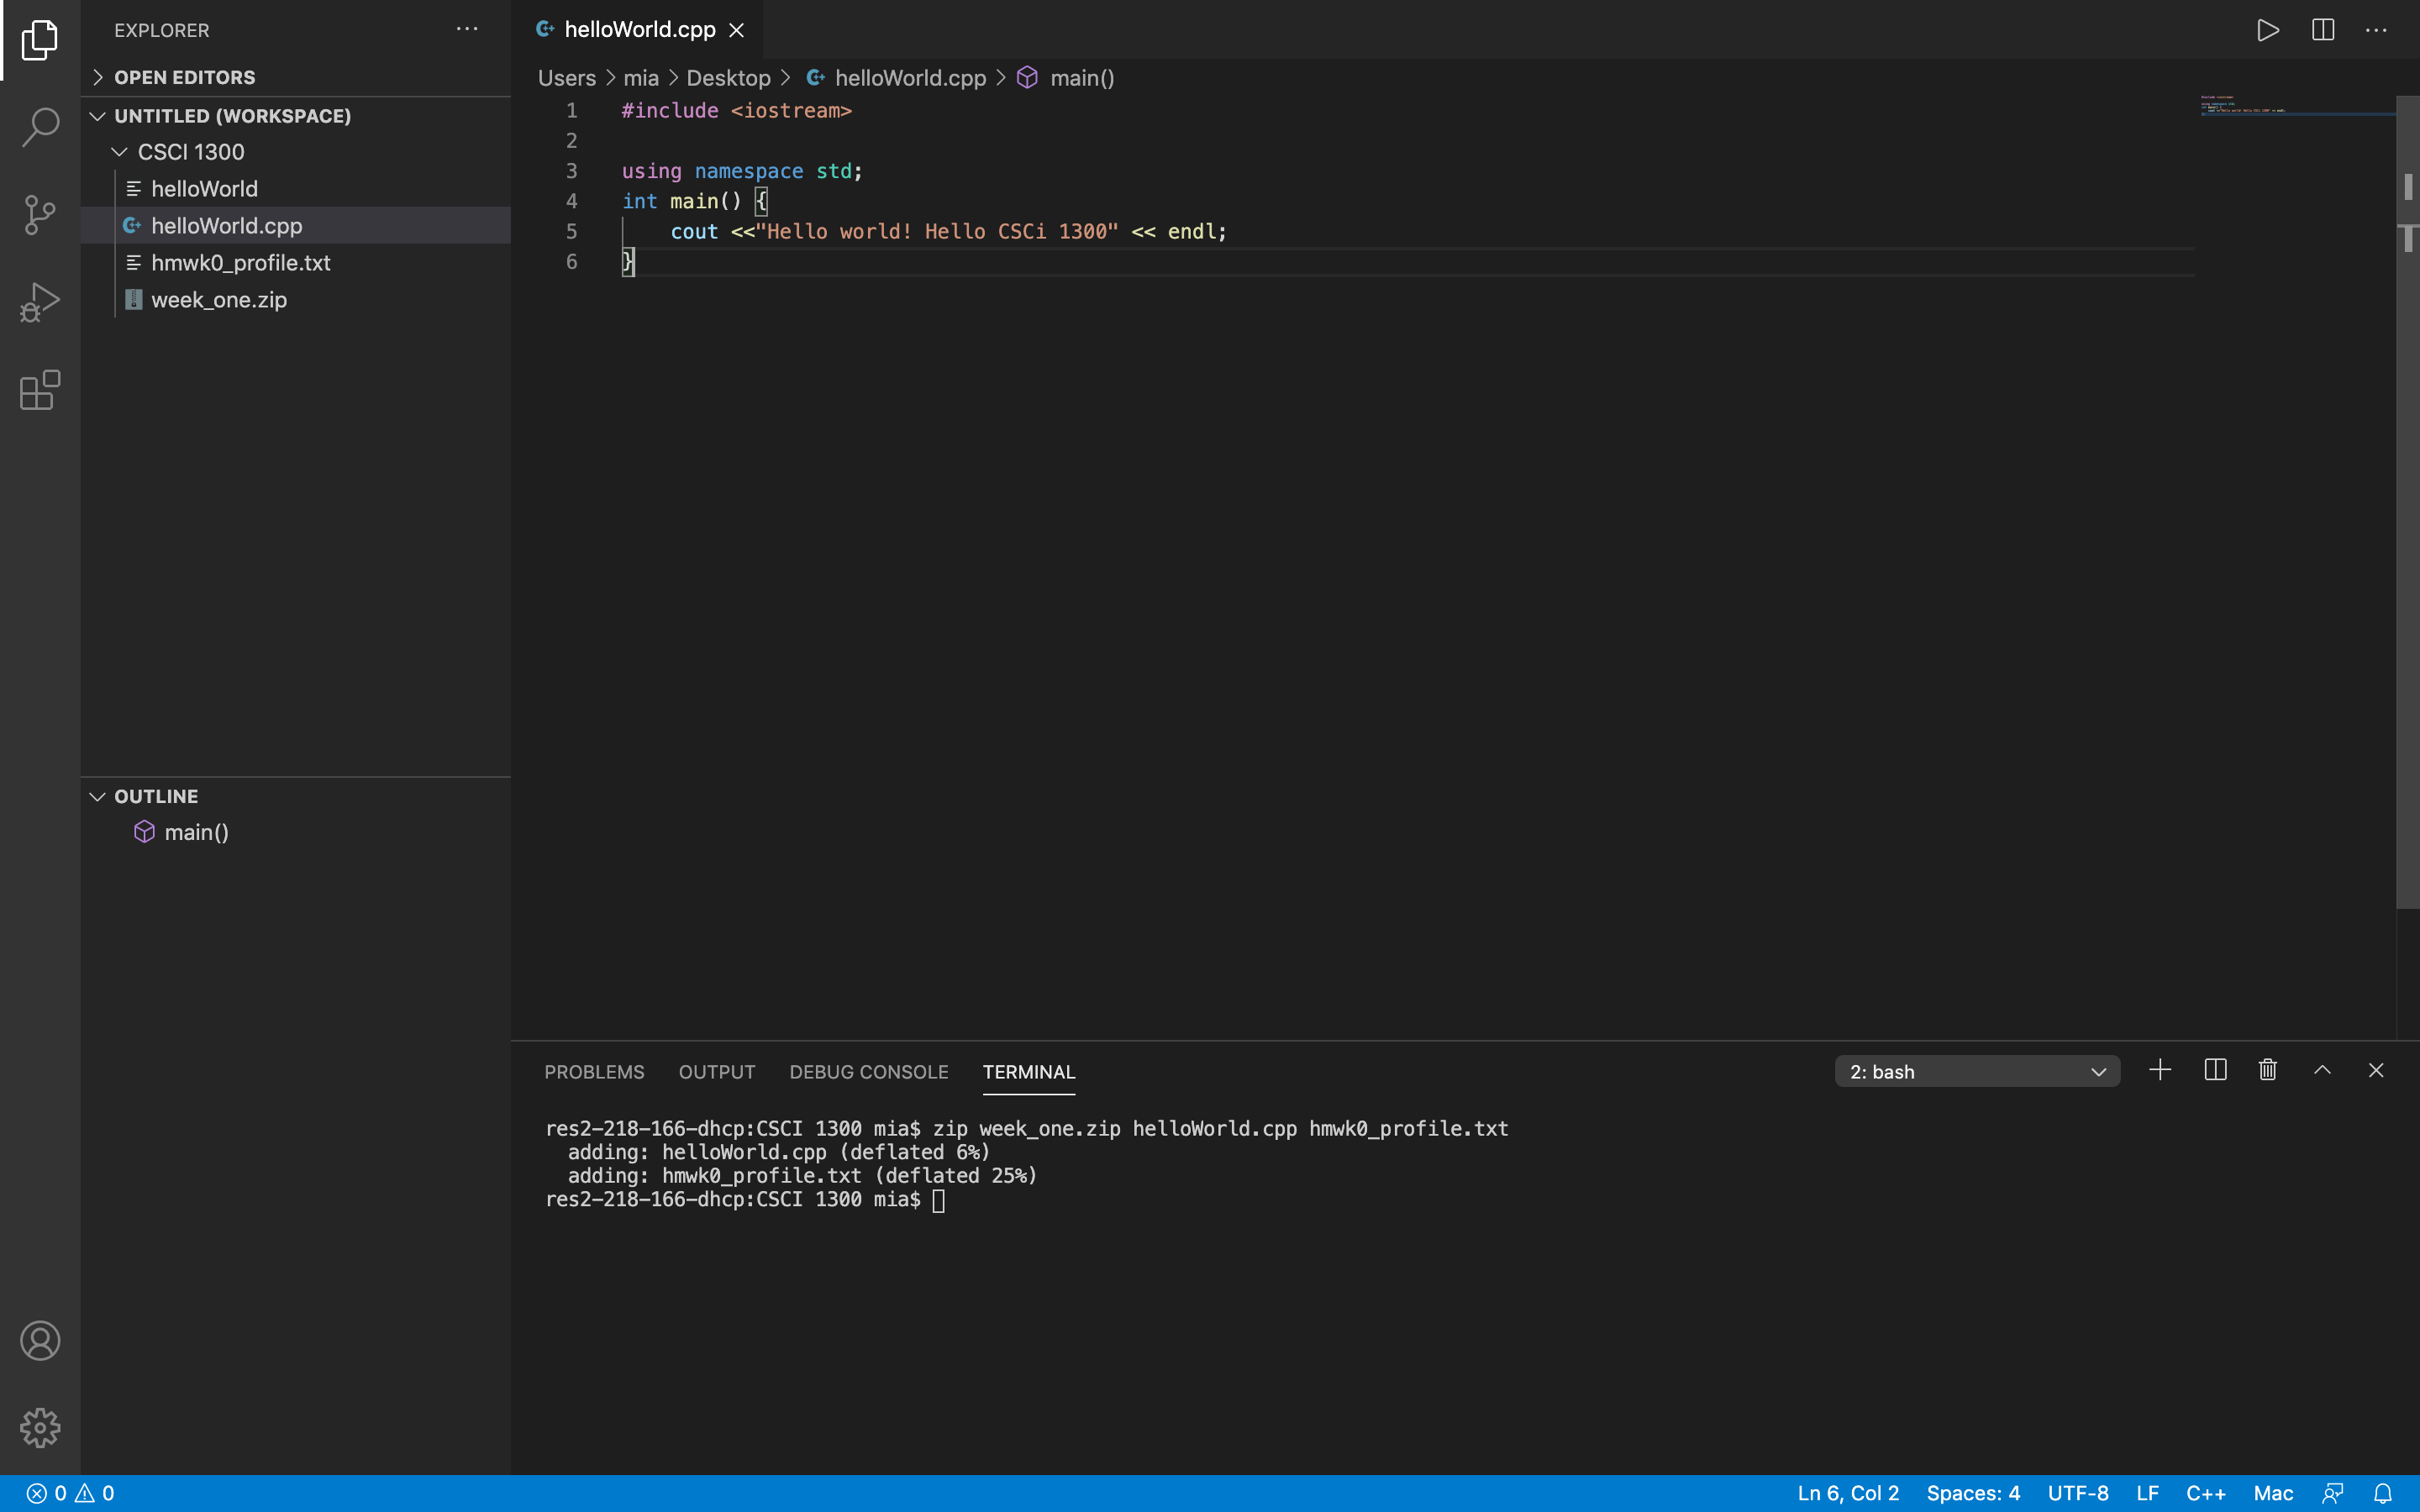 EXPLORER
OPEN EDITORS
UNTITLED (WORKSPACE)
CSCI 1300
helloWorld
helloWorld.cpp
hmwk0_profile.txt
week_one.zip
OUTLINE
main()
helloWorld.cpp
Users > mia > Desktop > helloWorld.cpp > main()
1 #include <iostream>
2
3 using namespace std;
4 int main() {
5 cout <<"Hello world! Hello CSCi 1300" << endl;
6 }
PROBLEMS OUTPUT DEBUG CONSOLE TERMINAL 2: bash
res2-218-166-dhcp:CSCI 1300 mia$ zip week_one.zip helloWorld.cpp hmwk0_profile.txt
adding: helloWorld.cpp (deflated 6%)
adding: hmwk0_profile.txt (deflated 25%)
res2-218-166-dhcp:CSCI 1300 mia$
0 0 Ln 6, Col 2 Spaces: 4 UTF-8 LF C++ Mac